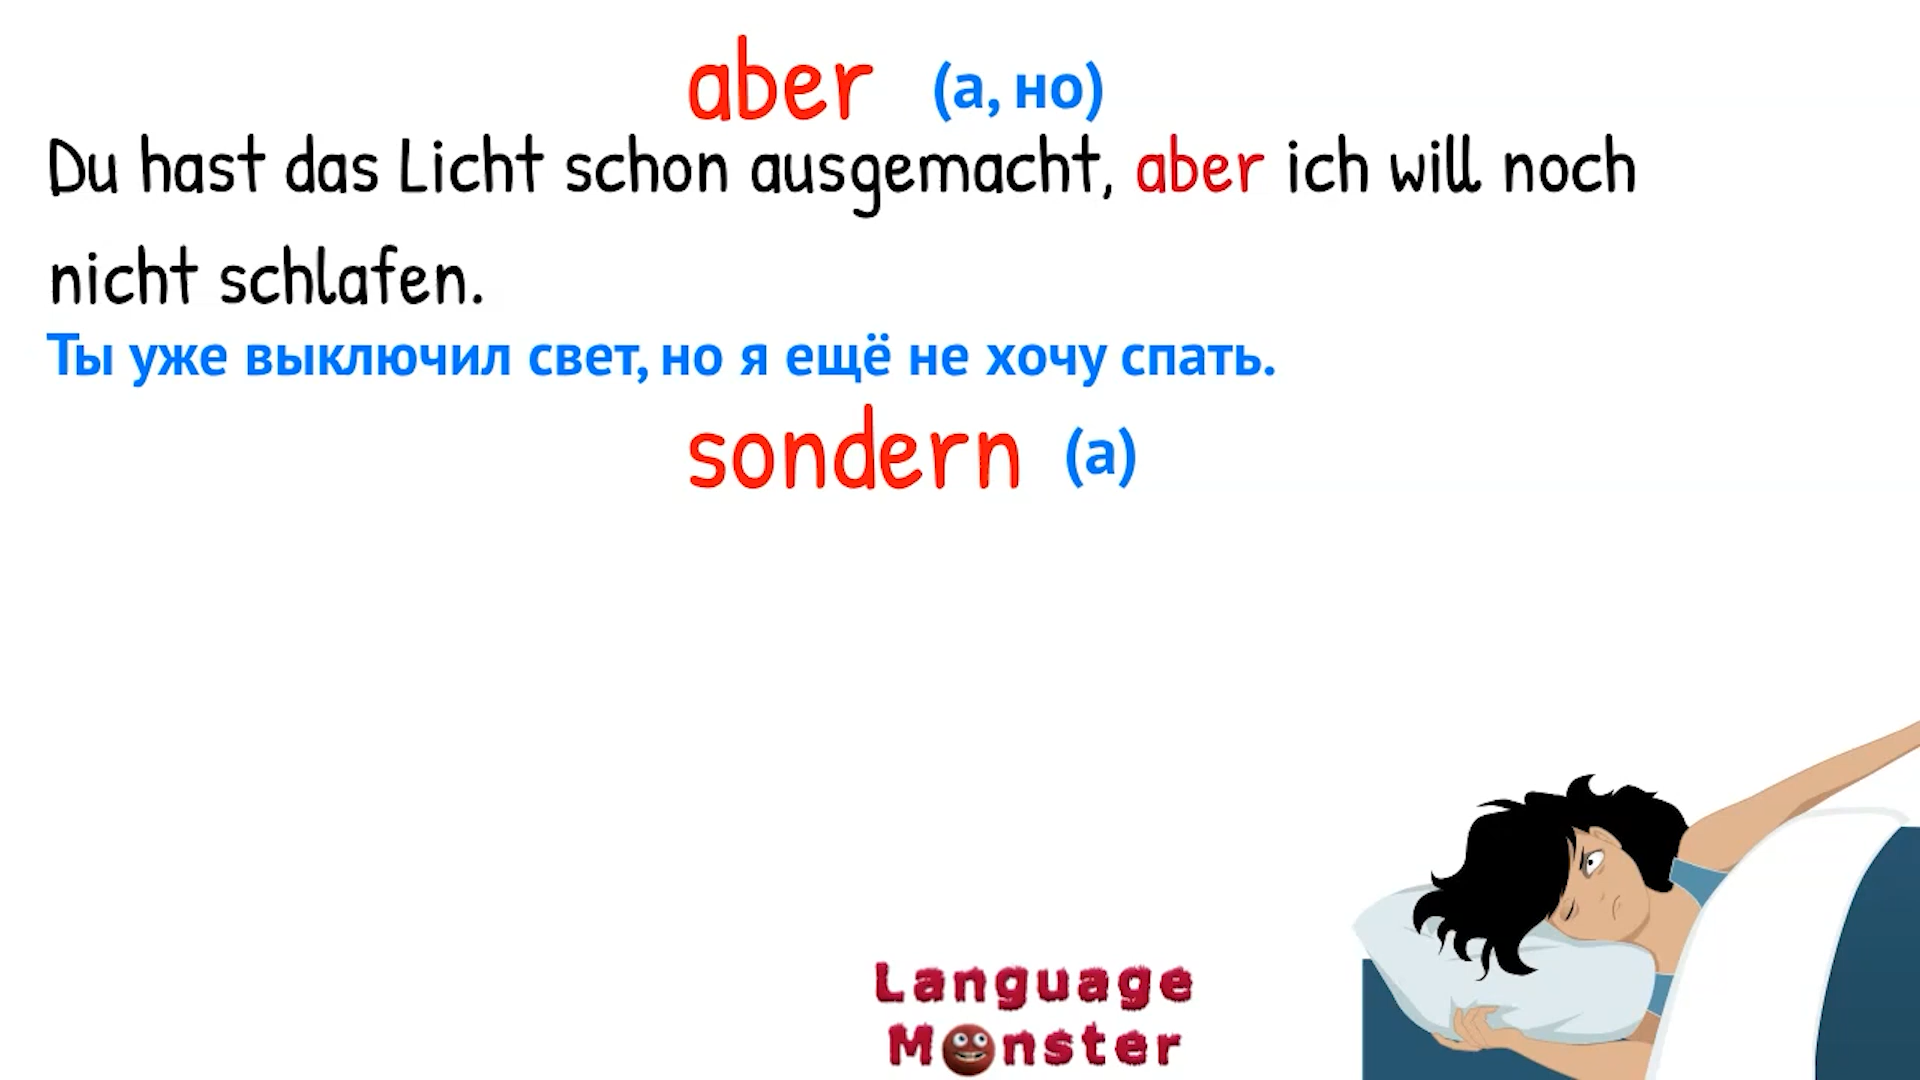 aber (а, но)
Du hast das Licht schon ausgemacht, aber ich will noch
nicht schlafen.
Ты уже выключил свет, но я ещё не хочу спать.
sondern (а)
Language
Monster